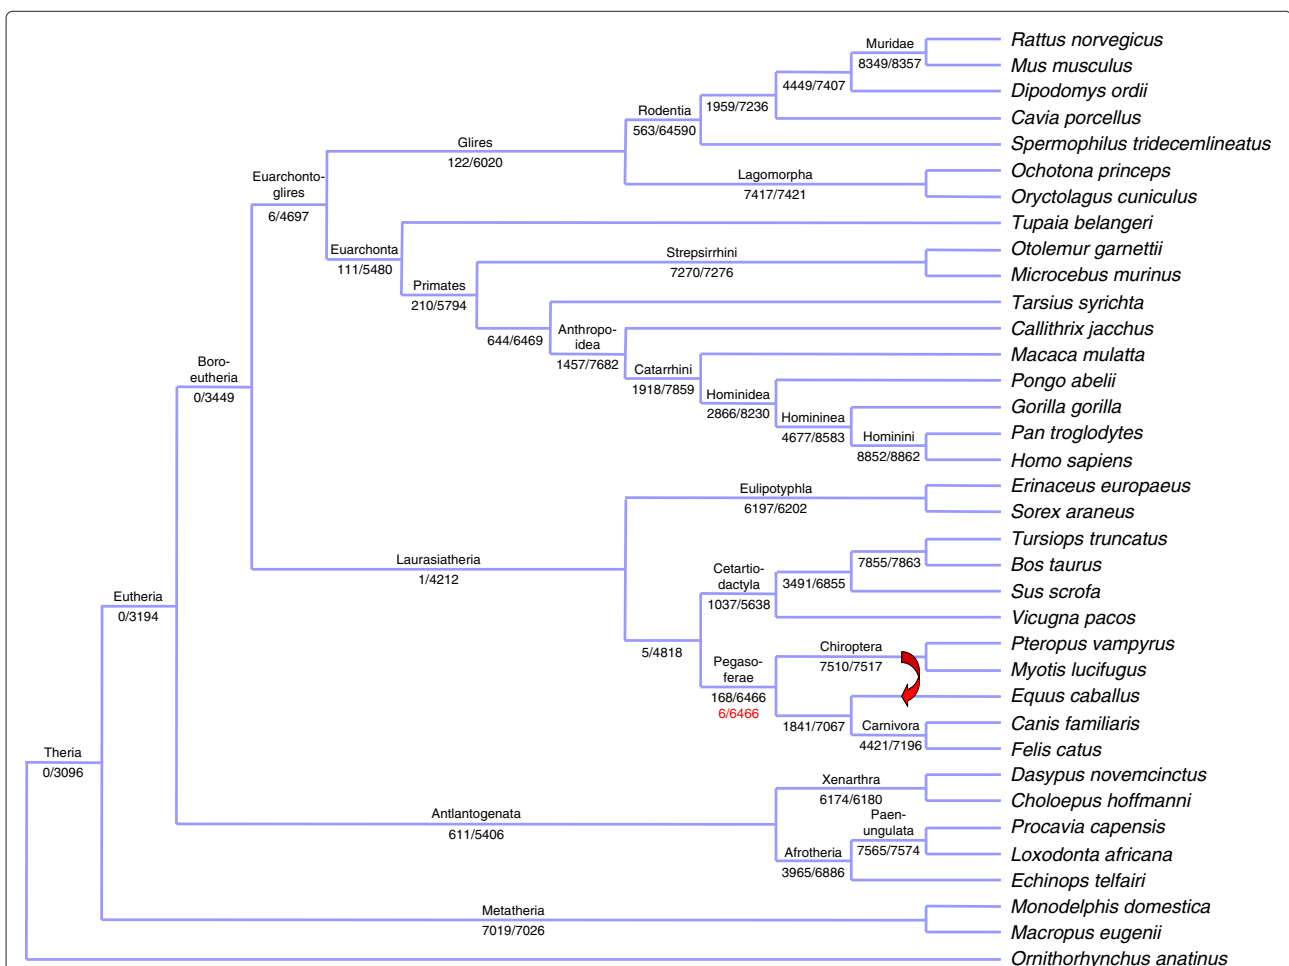 Muridae
8349/8357
Rattus norvegicus
Mus musculus
4449/7407
Dipodomys ordii
1959/7236
Cavia porcellus
Rodentia
563/64590
Spermophilus tridecemlineatus
Glires
122/6020
Lagomorpha
7417/7421
Ochotona princeps
Oryctolagus cuniculus
Euarchonto-
glires
6/4697
Tupaia belangeri
Euarchonta
111/5480
Strepsirrhini
7270/7276
Otolemur garnettii
Microcebus murinus
Primates
210/5794
Tarsius syrichta
644/6469
Anthropo-
idea
1457/7682
Callithrix jacchus
Macaca mulatta
Catarrhini
1918/7859
Pongo abelii
Hominidea
2866/8230
Gorilla gorilla
Homininea
4677/8583
Hominini
8852/8862
Pan troglodytes
Homo sapiens
Boro-
eutheria
0/3449
Eulipotyphla
6197/6202
Erinaceus europaeus
Sorex araneus
Laurasiatheria
1/4212
Tursiops truncatus
7855/7863
Bos taurus
Cetartio-
dactyla
1037/5638
3491/6855
Sus scrofa
Vicugna pacos
5/4818
Chiroptera
7510/7517
Pteropus vampyrus
Myotis lucifugus
Pegaso-
ferae
168/6466
6/6466
Equus caballus
1841/7067
Carnivora
4421/7196
Canis familiaris
Felis catus
Eutheria
0/3194
Theria
0/3096
Xenarthra
6174/6180
Dasypus novemcinctus
Choloepus hoffmanni
Antlantogenata
611/5406
Paen-
ungulata
7565/7574
Procavia capensis
Loxodonta africana
Afrotheria
3965/6886
Echinops telfairi
Metatheria
7019/7026
Monodelphis domestica
Macropus eugenii
Ornithorhynchus anatinus